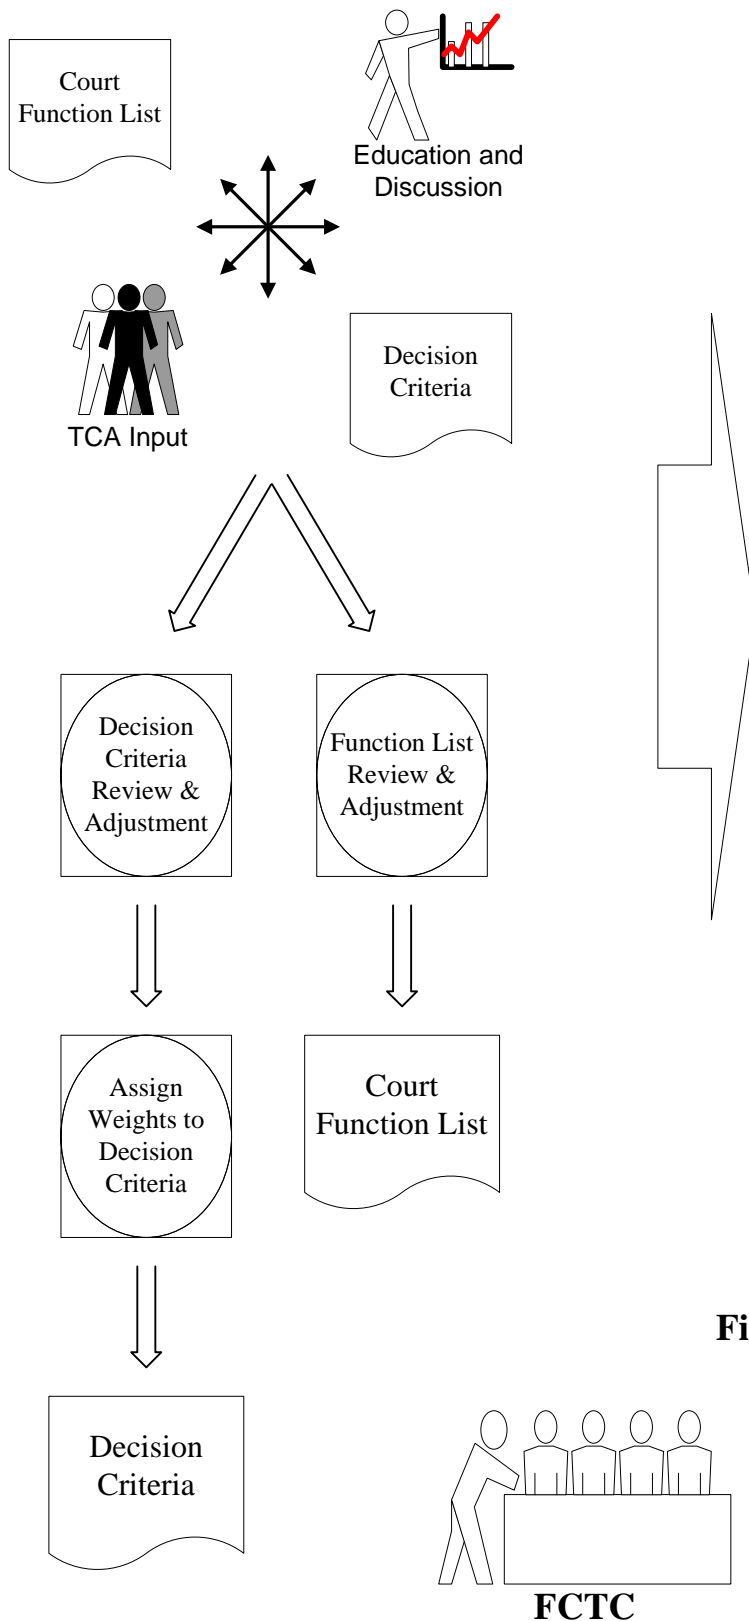 Court
Function List
Education and
Discussion
TCA Input
Decision
Criteria
Decision
Criteria
Review &
Adjustment
Function List
Review &
Adjustment
Assign
Weights to
Decision
Criteria
Court
Function List
Fi
Decision
Criteria
FCTC